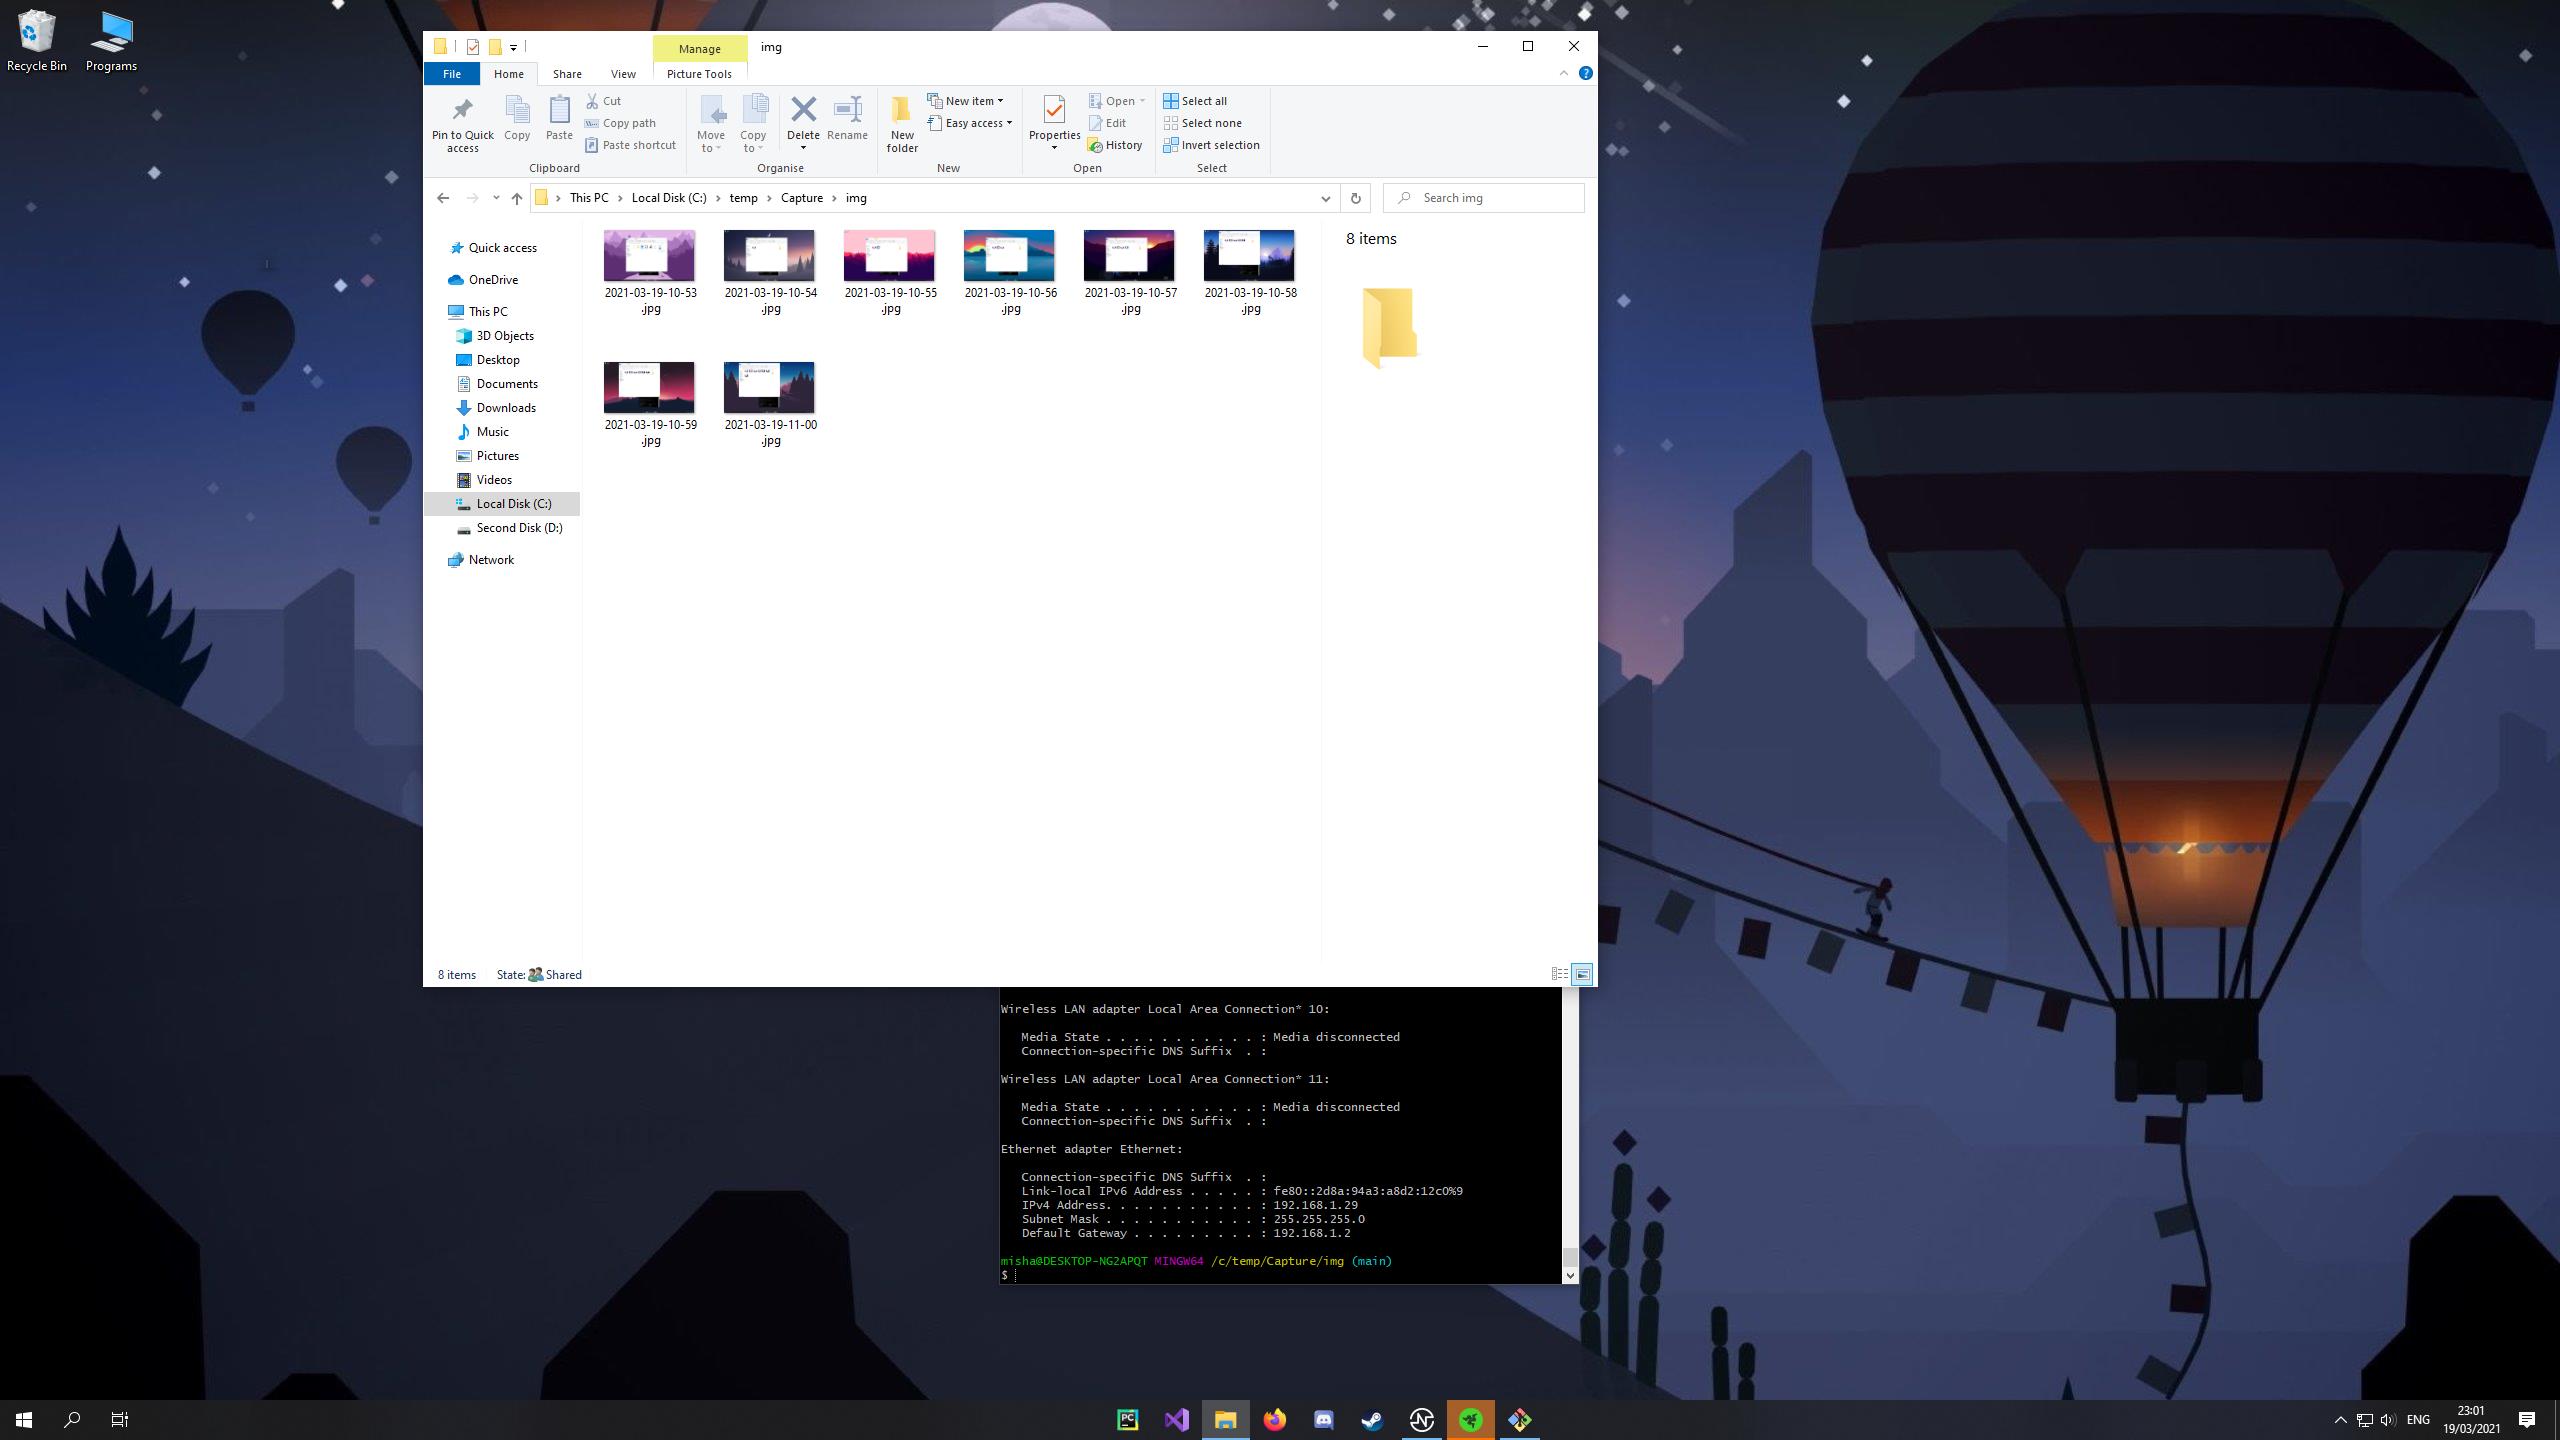 Recycle Bin
Programs
Manage
img
File
Home
Share
View
Picture Tools
Pin to Quick access
Copy
Paste
Cut
Copy path
Paste shortcut
Clipboard
Move to
Copy to
Delete
Rename
Organise
New folder
New item
Easy access
New
Properties
Open
Edit
History
Open
Select all
Select none
Invert selection
Select
This PC
Local Disk (C:)
temp
Capture
img
Search img
Quick access
OneDrive
This PC
3D Objects
Desktop
Documents
Downloads
Music
Pictures
Videos
Local Disk (C:)
Second Disk (D:)
Network
2021-03-19-10-53.jpg
2021-03-19-10-54.jpg
2021-03-19-10-55.jpg
2021-03-19-10-56.jpg
2021-03-19-10-57.jpg
2021-03-19-10-58.jpg
2021-03-19-10-59.jpg
2021-03-19-11-00.jpg
8 items
8 items
State: Shared
Wireless LAN adapter Local Area Connection* 10:
Media State . . . . . . . . . . . : Media disconnected
Connection-specific DNS Suffix  . :
Wireless LAN adapter Local Area Connection* 11:
Media State . . . . . . . . . . . : Media disconnected
Connection-specific DNS Suffix  . :
Ethernet adapter Ethernet:
Connection-specific DNS Suffix  . :
Link-local IPv6 Address . . . . . : fe80::2d8a:94a3:a8d2:12c0%9
IPv4 Address. . . . . . . . . . . : 192.168.1.29
Subnet Mask . . . . . . . . . . . : 255.255.255.0
Default Gateway . . . . . . . . . : 192.168.1.2
misha@DESKTOP-NG2APQT MINGW64 /c/temp/Capture/img (main)
$
PC
ENG
23:01
19/03/2021